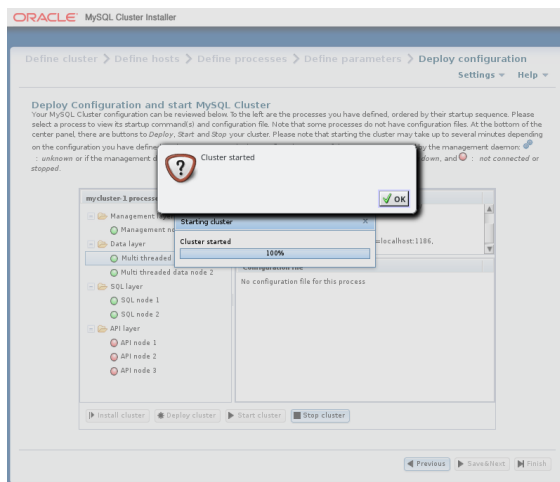 ORACLE MySQL Cluster Installer
Define cluster Define hosts Define processes Define parameters Deploy configuration
Settings Help
Deploy Configuration and start MySQL Cluster
Your MySQL Cluster configuration can be reviewed below. To the left are the processes you have defined, ordered by their startup sequence. Please
select a process to view its startup command(s) and configuration file. Note that some processes do not have configuration files. At the bottom of the
center panel, there are buttons to Deploy, Start and Stop your cluster. Please note that starting the cluster may take up to several minutes depending
on the configuration you have define
by the management daemon:
: unknown or if the management d
down, and : not connected or
stopped.
Cluster started
OK
mycluster-1 processe
Management
Starting cluster
Management no
Data layer
Cluster started
=localhost:1186,
Multi threaded
100%
Configuration file
Multi threaded data node 2
No configuration file for this process
SQL layer
SQL node 1
SQL node 2
API layer
API node 1
API node 2
API node 3
Install cluster Deploy cluster Start cluster Stop cluster
Previous Save&Next Finish